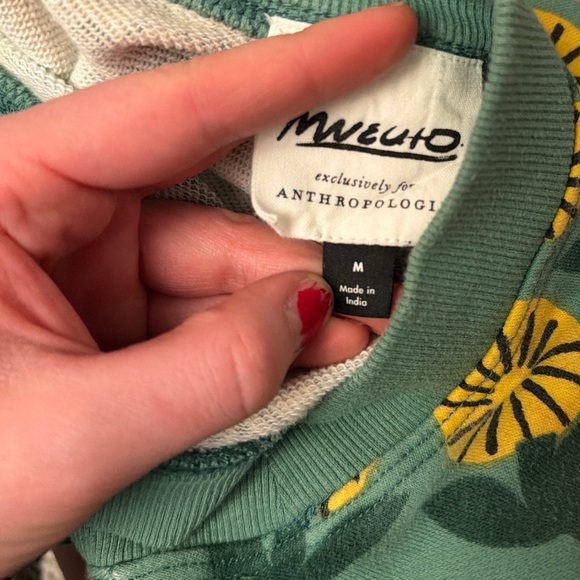 exclusively for
ANTHROPOLOGI
M
Made in
India